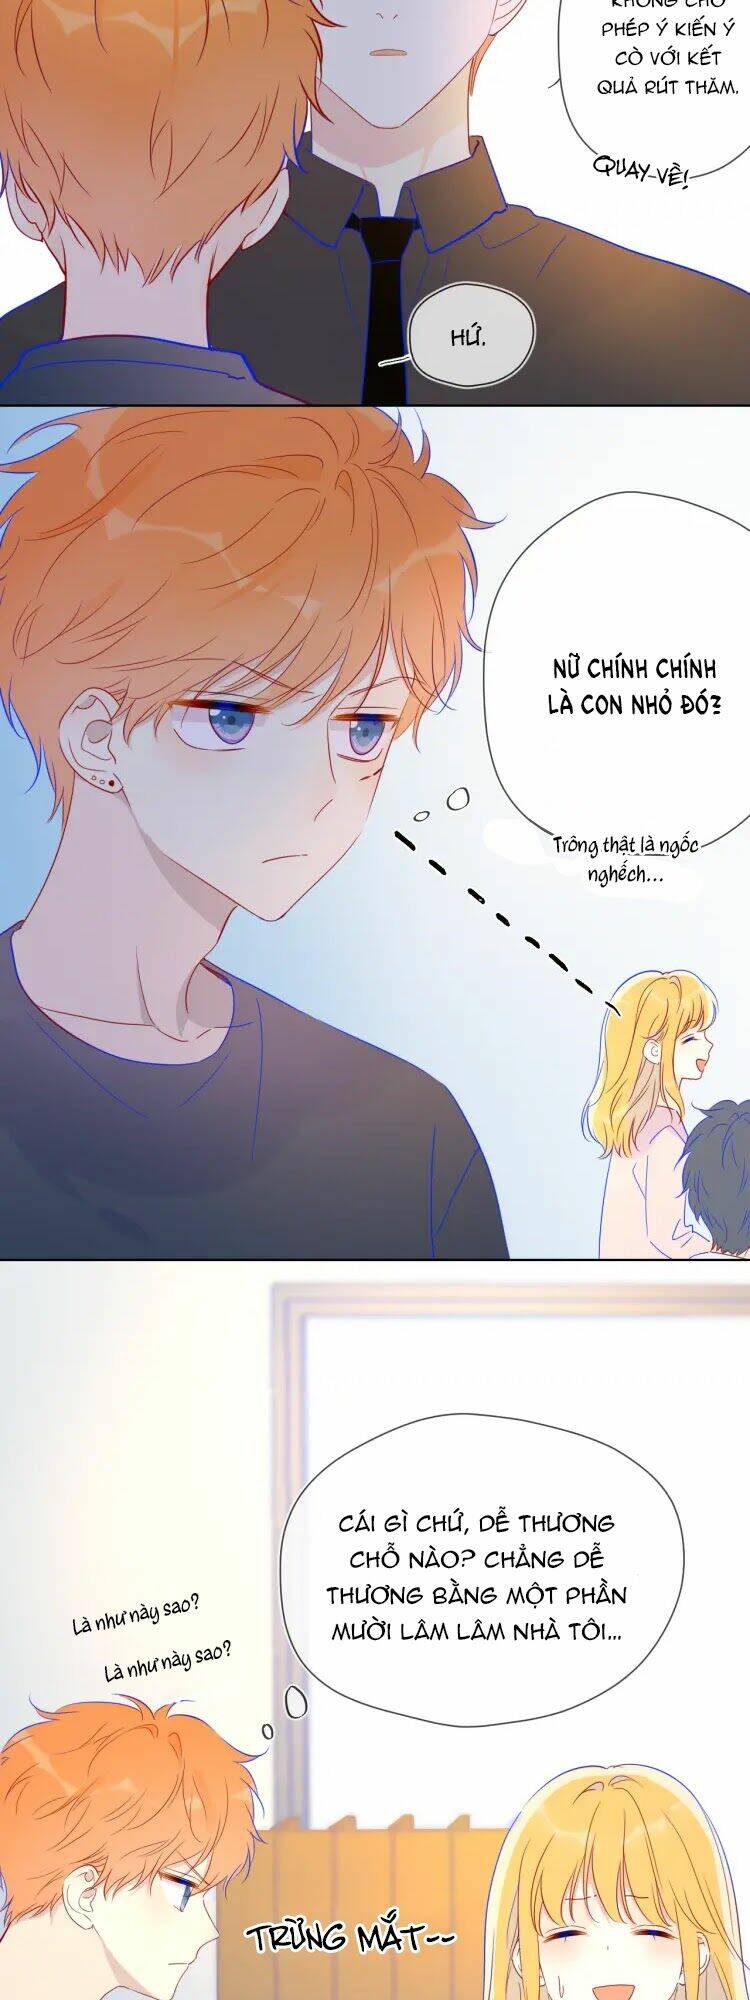 KHÔNG CHO
PHÉP Ý KIẾN Ý
CÒ VỚI KẾT
QUẢ RÚT THĂM.
QUAY VỀ!
HỨ.
NỮ CHÍNH CHÍNH
LÀ CON NHỎ ĐÓ?
Trông thật là ngốc
nghếch...
CÁI GÌ CHỨ, DỄ THƯƠNG
CHỖ NÀO? CHẲNG DỄ
THƯƠNG BẰNG MỘT PHẦN
MƯỜI LÂM LÂM NHÀ TÔI...
Là như này sao?
Là như này sao?
TRỪNG MẮT--